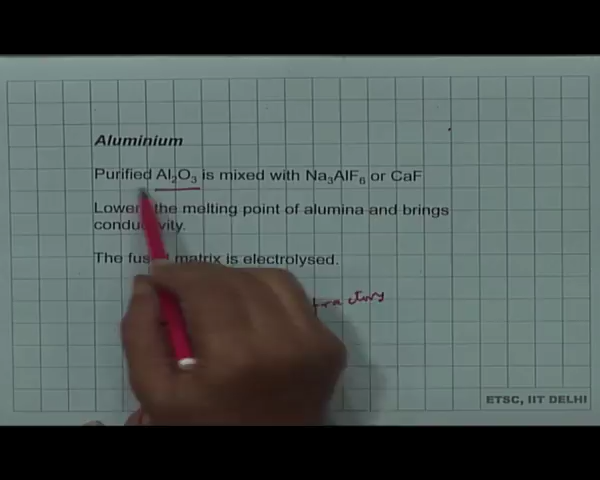 Aluminium
Purified Al₂O₃ is mixed with Na₃AlF₆ or CaF
Lowers the melting point of alumina and brings
conductivity.
The fused matrix is electrolysed.
ETSC, IIT DELHI